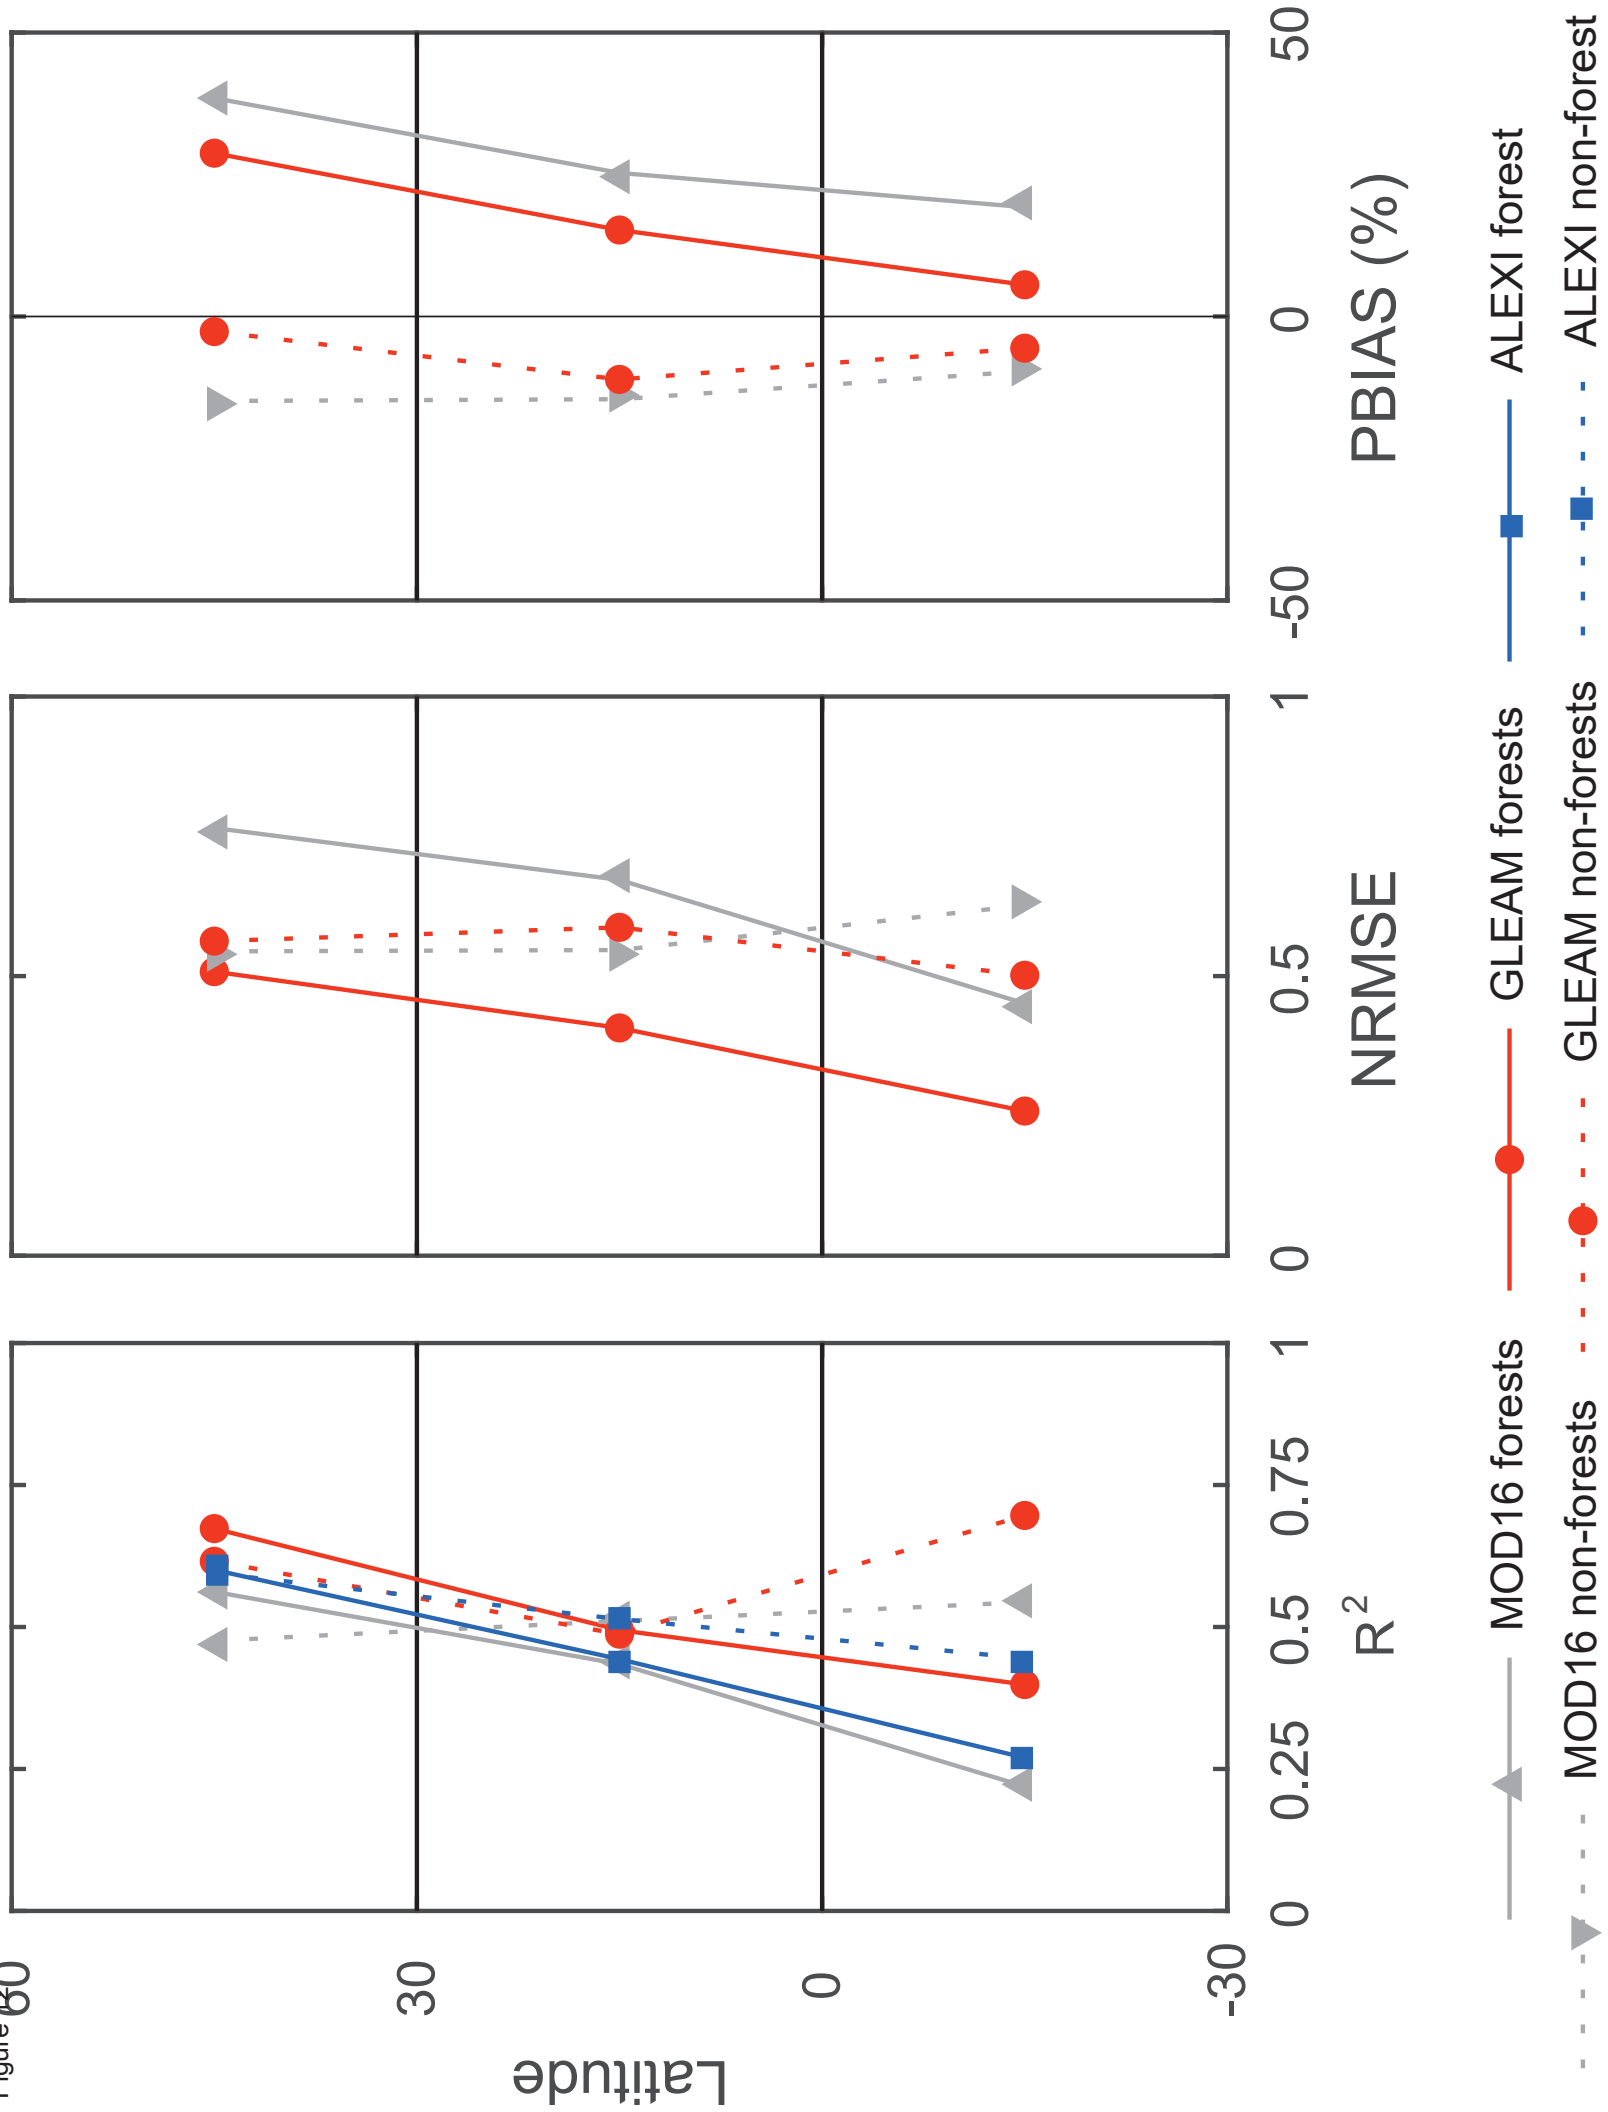 Figure 12
60
30
0
-30
Latitude
0 0.25 0.5 0.75 1
R²
0 0.5 1
NRMSE
-50 0 50
PBIAS (%)
MOD16 forests GLEAM forests ALEXI forest
MOD16 non-forests GLEAM non-forests ALEXI non-forest